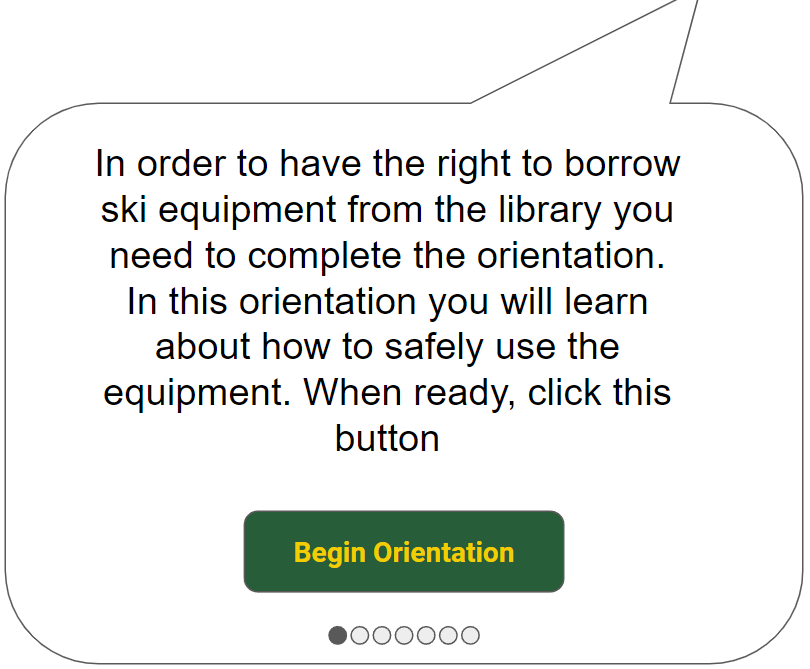 In order to have the right to borrow
ski equipment from the library you
need to complete the orientation.
In this orientation you will learn
about how to safely use the
equipment. When ready, click this
button
Begin Orientation